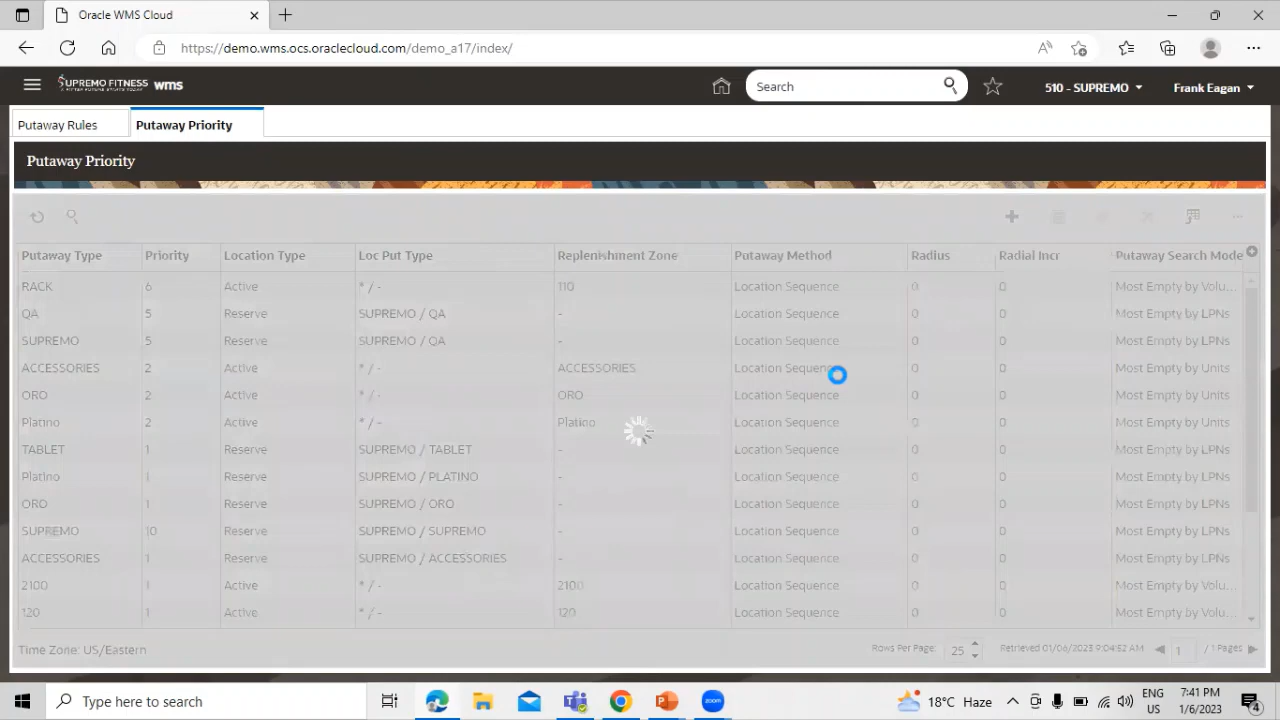 Oracle WMS Cloud
https://demo.wms.ocs.oraclecloud.com/demo_a17/index/
SUPREMO FITNESS wms
Search
510 - SUPREMO
Frank Eagan
Putaway Rules
Putaway Priority
Putaway Priority
Putaway Type Priority Location Type Loc Put Type Replenishment Zone Putaway Method Radius Radial Incr Putaway Search Mode
RACK 6 Active * / - 110 Location Sequence 0 0 Most Empty by Volu...
QA 5 Reserve SUPREMO / QA - Location Sequence 0 0 Most Empty by LPNs
SUPREMO 5 Reserve SUPREMO / QA - Location Sequence 0 0 Most Empty by LPNs
ACCESSORIES 2 Active * / - ACCESSORIES Location Sequence 0 0 Most Empty by Units
ORO 2 Active * / - ORO Location Sequence 0 0 Most Empty by Units
Platino 2 Active * / - Platino Location Sequence 0 0 Most Empty by Units
TABLET 1 Reserve SUPREMO / TABLET - Location Sequence 0 0 Most Empty by LPNs
Platino 1 Reserve SUPREMO / PLATINO - Location Sequence 0 0 Most Empty by LPNs
ORO 1 Reserve SUPREMO / ORO - Location Sequence 0 0 Most Empty by LPNs
SUPREMO 10 Reserve SUPREMO / SUPREMO - Location Sequence 0 0 Most Empty by LPNs
ACCESSORIES 1 Reserve SUPREMO / ACCESSORIES - Location Sequence 0 0 Most Empty by LPNs
2100 1 Active * / - 2100 Location Sequence 0 0 Most Empty by Volu...
120 1 Active * / - 120 Location Sequence 0 0 Most Empty by Volu...
Time Zone: US/Eastern
Rows Per Page: 25 Retrieved 01/06/2023 9:04:52 AM 1 / 1 Pages
Type here to search
zoom
18°C Haze
ENG
US
7:41 PM
1/6/2023
4